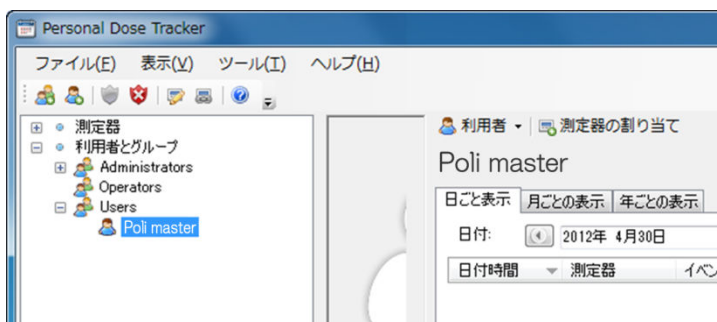 Personal Dose Tracker
ファイル(F) 表示(V) ツール(T) ヘルプ(H)
測定器
利用者とグループ
Administrators
Operators
Users
Poli master
利用者 測定器の割り当て
Poli master
日ごと表示 月ごとの表示 年ごとの表示
日付: 2012年 4月30日
日付時間 測定器 イベン